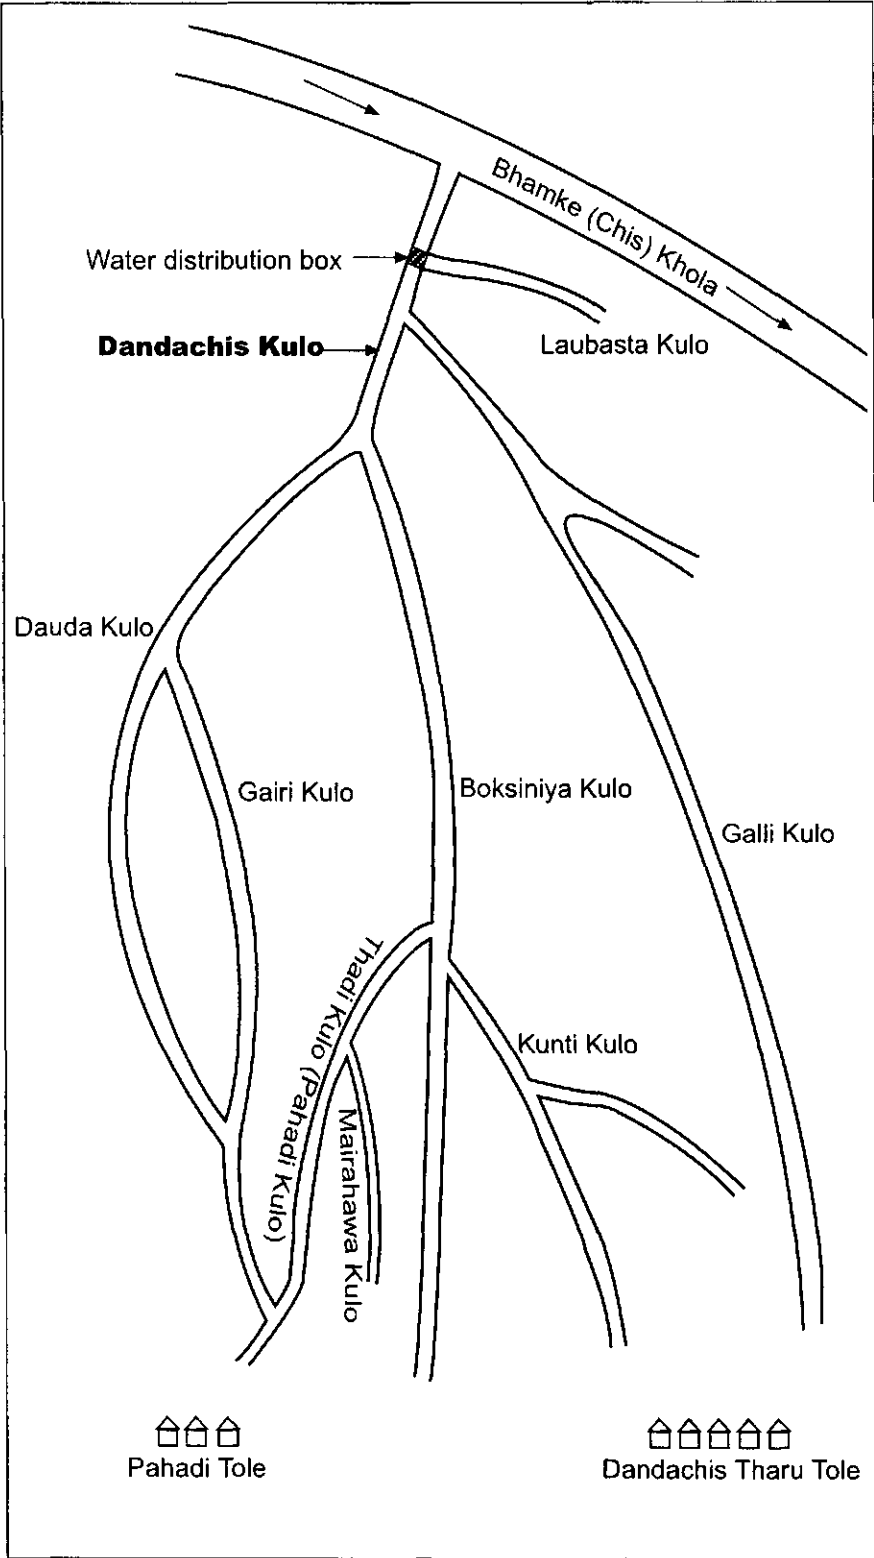 Bhamke (Chis) Khola
Water distribution box
Dandachis Kulo
Laubasta Kulo
Dauda Kulo
Gairi Kulo
Boksiniya Kulo
Galli Kulo
Thadi Kulo (Pahadi Kulo)
Kunti Kulo
Mairahawa Kulo
Pahadi Tole
Dandachis Tharu Tole